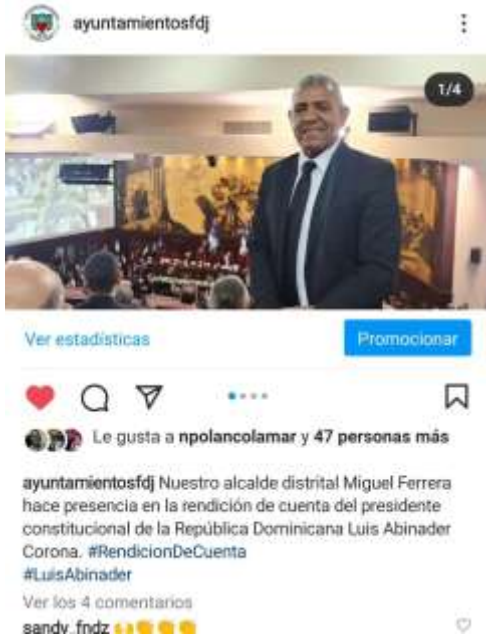 ayuntamientosfdj
1/4
Ver estadísticas
Promocionar
Le gusta a npolancolamar y 47 personas más
ayuntamientosfdj Nuestro alcalde distrital Miguel Ferrera
hace presencia en la rendición de cuenta del presidente
constitucional de la República Dominicana Luis Abinader
Corona. #RendicionDeCuenta
#LuisAbinader
Ver los 4 comentarios
sandy_fndz